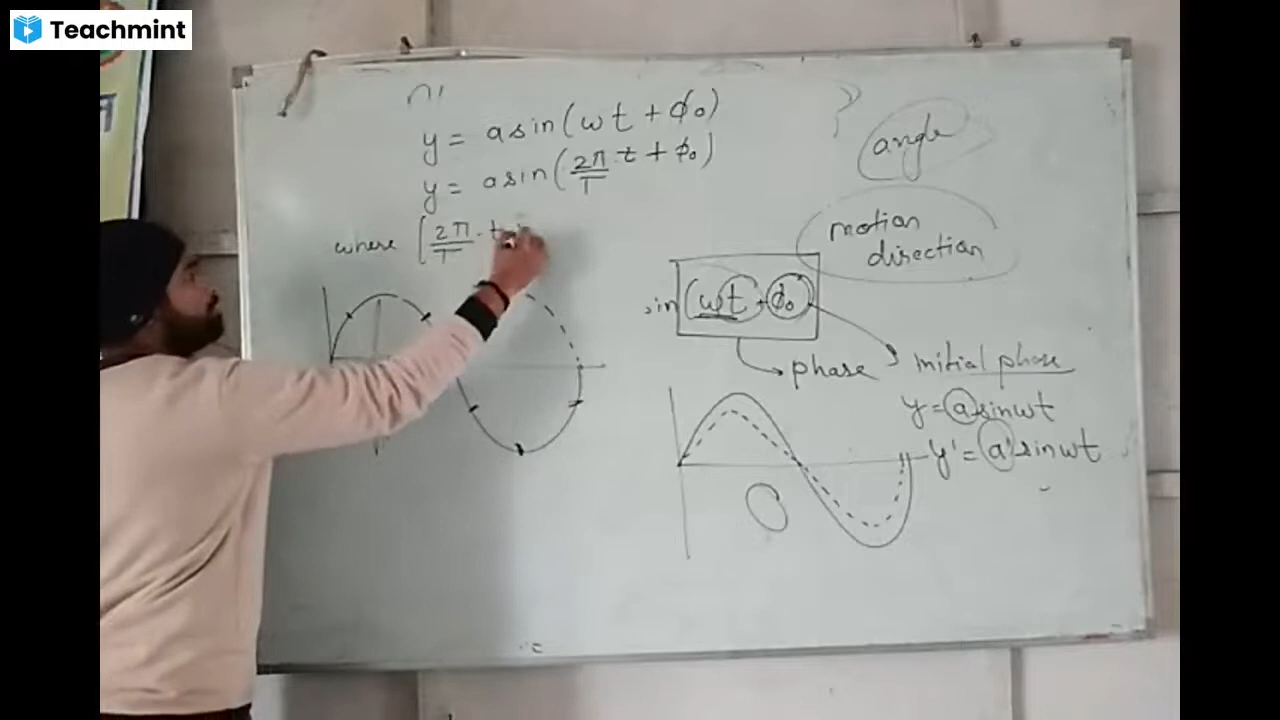 Teachmint
y = a sin (ωt + ϕ₀)
y = a sin (2π/T · t + ϕ₀)
where [2π/T · t
angle
motion
direction
sin (ωt + ϕ₀)
phase
initial phase
y = a sin ωt
y' = a' sin ωt